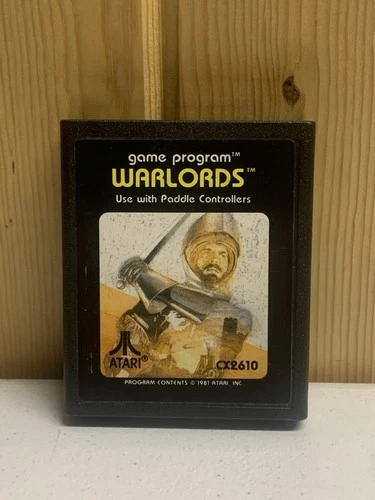 game program™
WARLORDS™
Use with Paddle Controllers
ATARI®
CX2610
PROGRAM CONTENTS © 1981 ATARI, INC